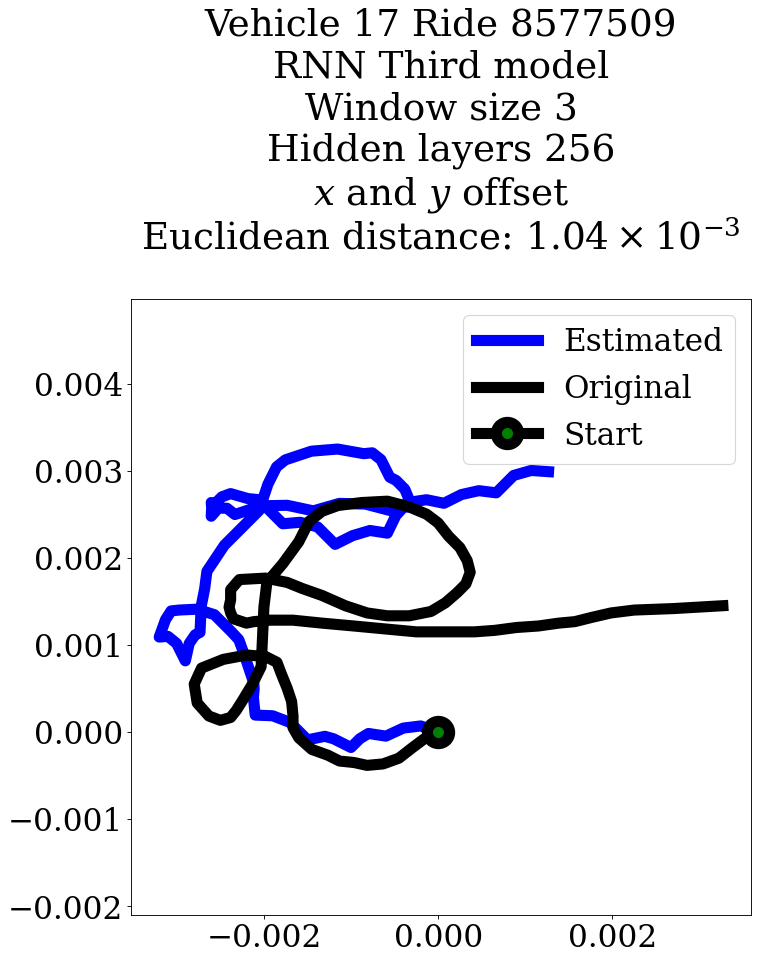 Vehicle 17 Ride 8577509
RNN Third model
Window size 3
Hidden layers 256
x and y offset
Euclidean distance: 1.04 × 10⁻³
Estimated
Original
Start
0.004
0.003
0.002
0.001
0.000
−0.001
−0.002
−0.002 0.000 0.002